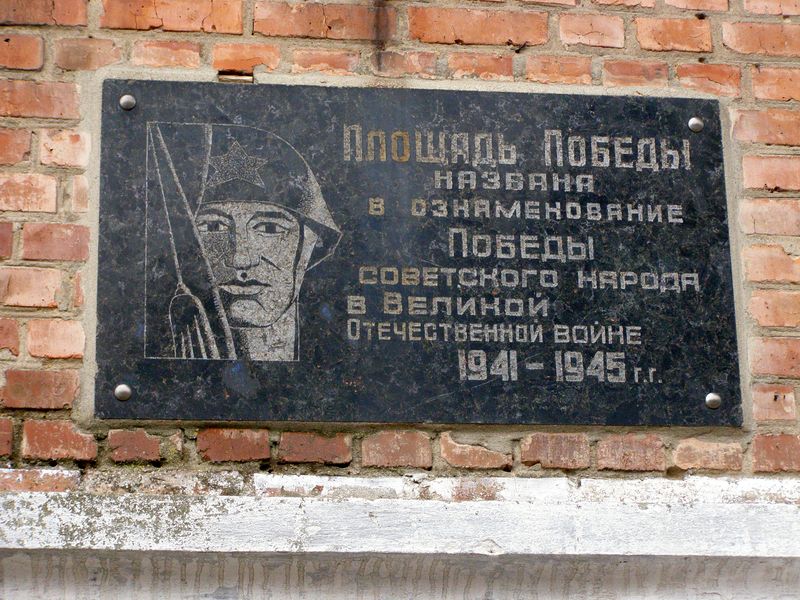 Площадь Победы
названа
в ознаменование
Победы
советского народа
в Великой
Отечественной войне
1941-1945 г.г.